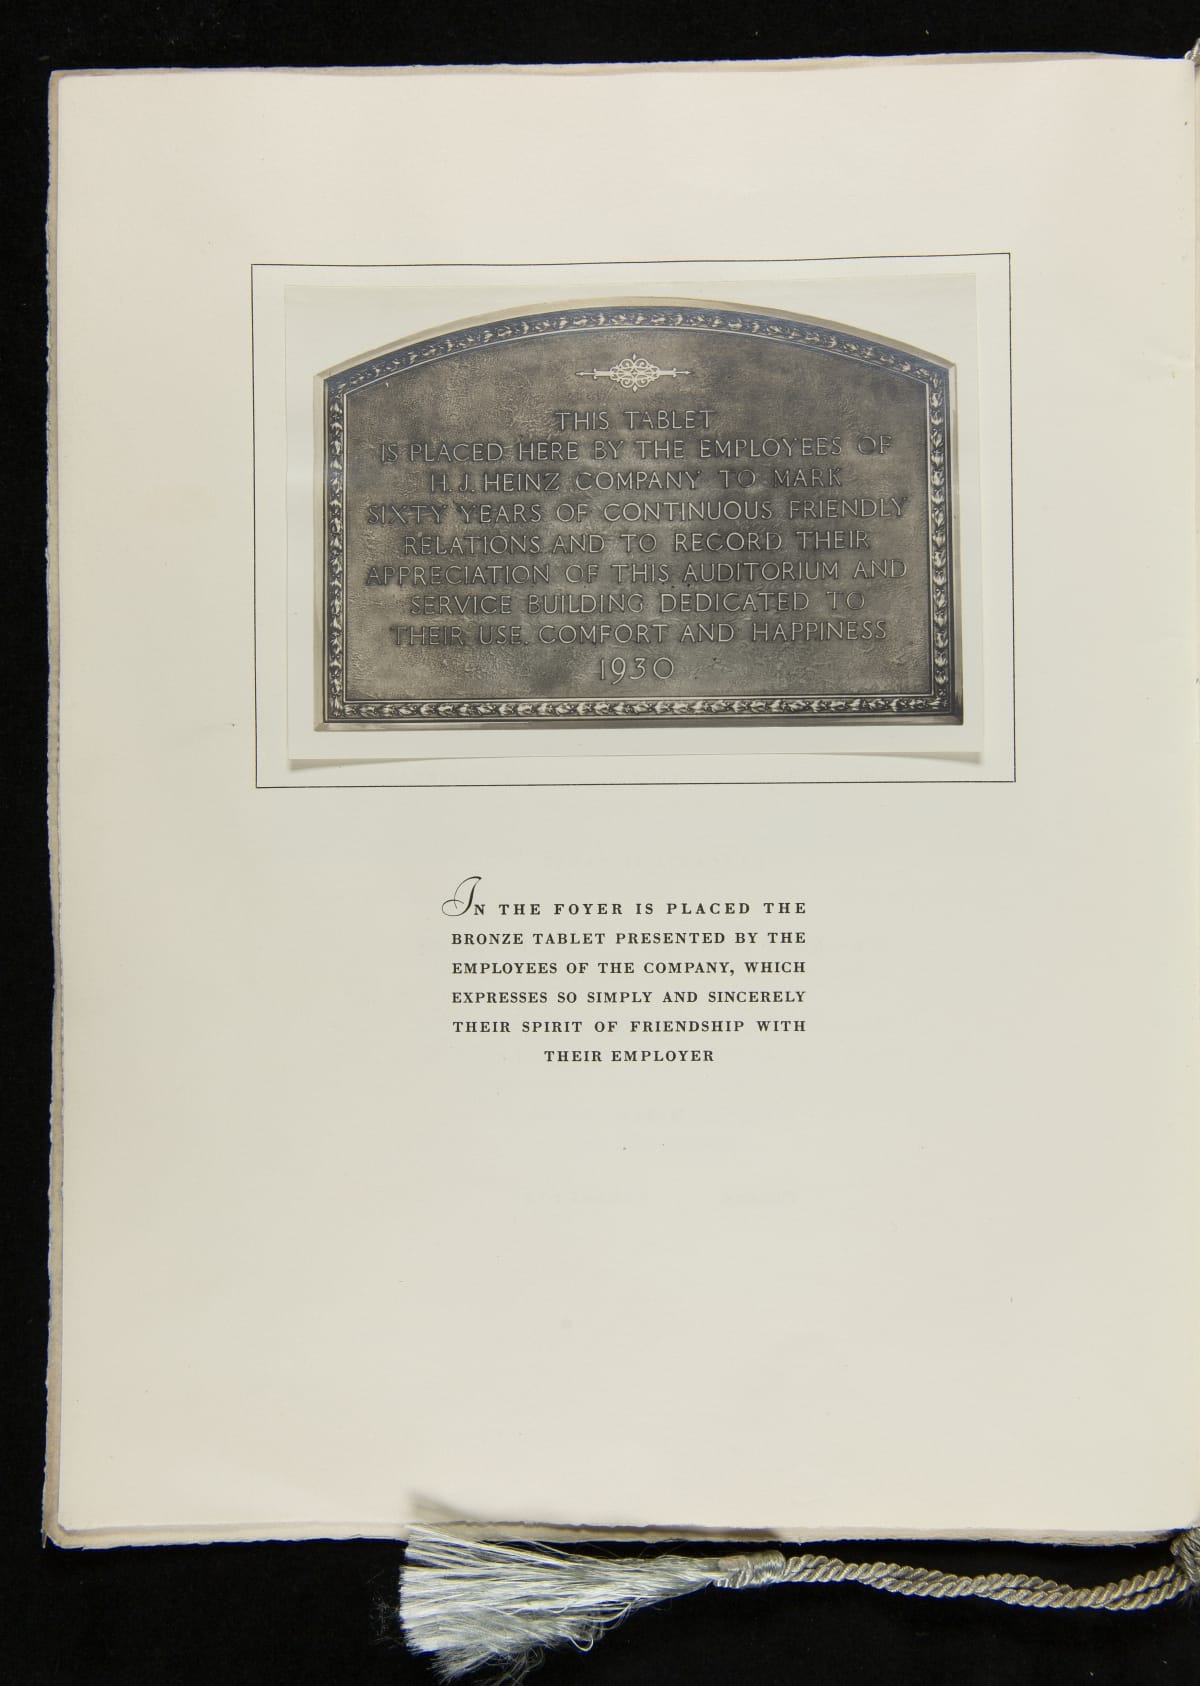 THIS TABLET
IS PLACED HERE BY THE EMPLOYEES OF
H. J. HEINZ COMPANY TO MARK
SIXTY YEARS OF CONTINUOUS FRIENDLY
RELATIONS AND TO RECORD THEIR
APPRECIATION OF THIS AUDITORIUM AND
SERVICE BUILDING DEDICATED TO
THEIR USE, COMFORT AND HAPPINESS
1930
IN THE FOYER IS PLACED THE
BRONZE TABLET PRESENTED BY THE
EMPLOYEES OF THE COMPANY, WHICH
EXPRESSES SO SIMPLY AND SINCERELY
THEIR SPIRIT OF FRIENDSHIP WITH
THEIR EMPLOYER